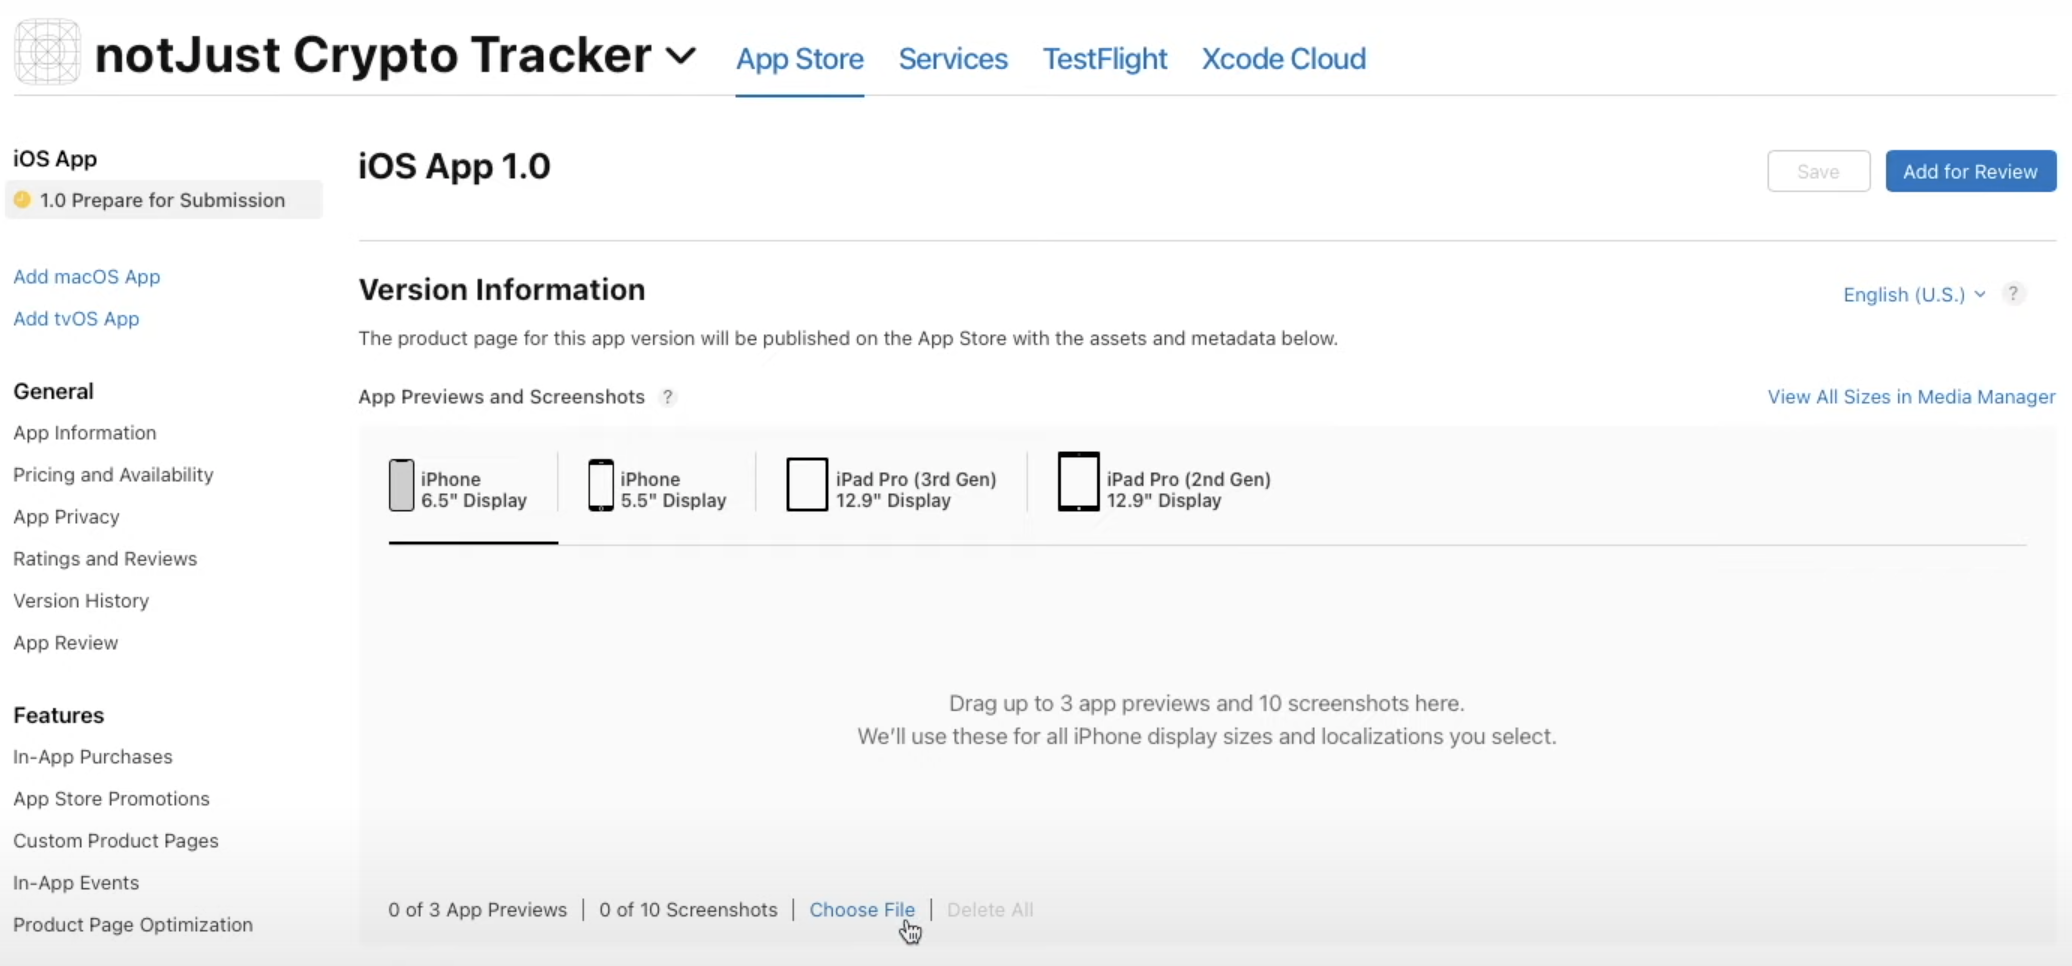 notJust Crypto Tracker
App Store
Services
TestFlight
Xcode Cloud
iOS App
1.0 Prepare for Submission
Add macOS App
Add tvOS App
General
App Information
Pricing and Availability
App Privacy
Ratings and Reviews
Version History
App Review
Features
In-App Purchases
App Store Promotions
Custom Product Pages
In-App Events
Product Page Optimization
iOS App 1.0
Save
Add for Review
Version Information
English (U.S.)
?
The product page for this app version will be published on the App Store with the assets and metadata below.
App Previews and Screenshots
?
View All Sizes in Media Manager
iPhone
6.5" Display
iPhone
5.5" Display
iPad Pro (3rd Gen)
12.9" Display
iPad Pro (2nd Gen)
12.9" Display
Drag up to 3 app previews and 10 screenshots here.
We’ll use these for all iPhone display sizes and localizations you select.
0 of 3 App Previews | 0 of 10 Screenshots | Choose File | Delete All